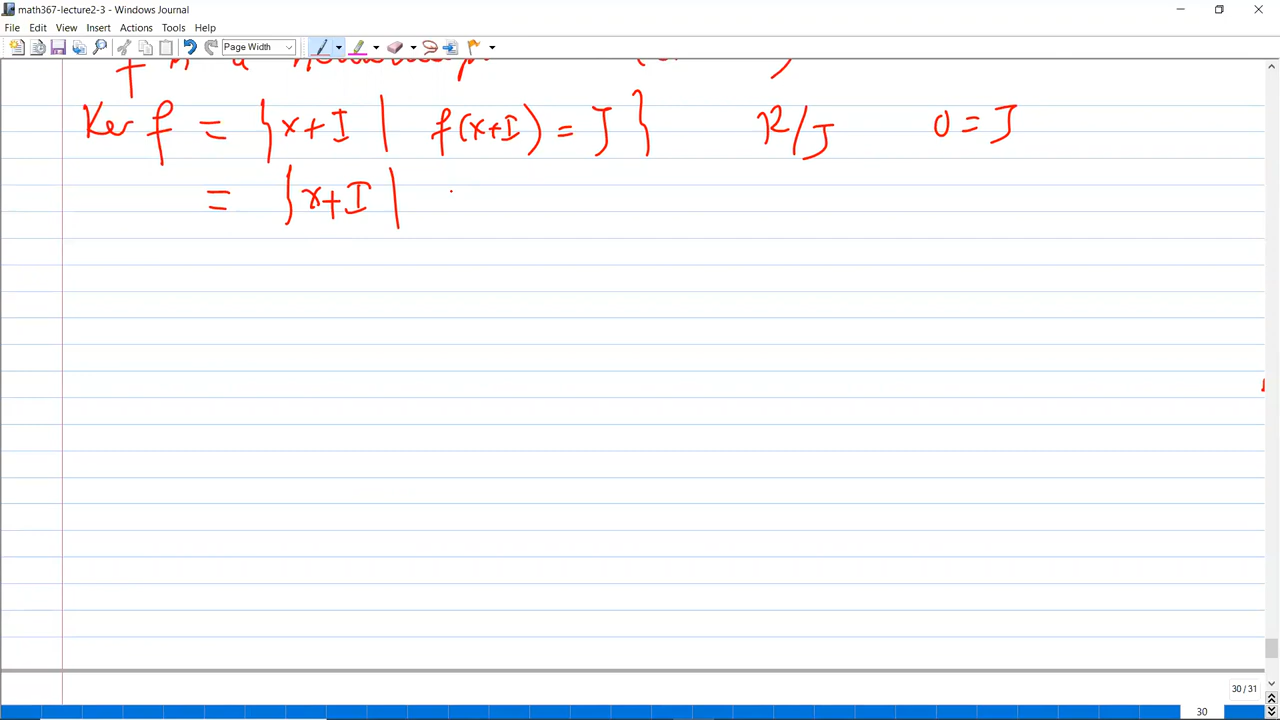 math367-lecture2-3 - Windows Journal
File Edit View Insert Actions Tools Help
Page Width
Ker f = {x+I | f(x+I) = J} R/J 0 = J
= {x+I |
30 / 31
30